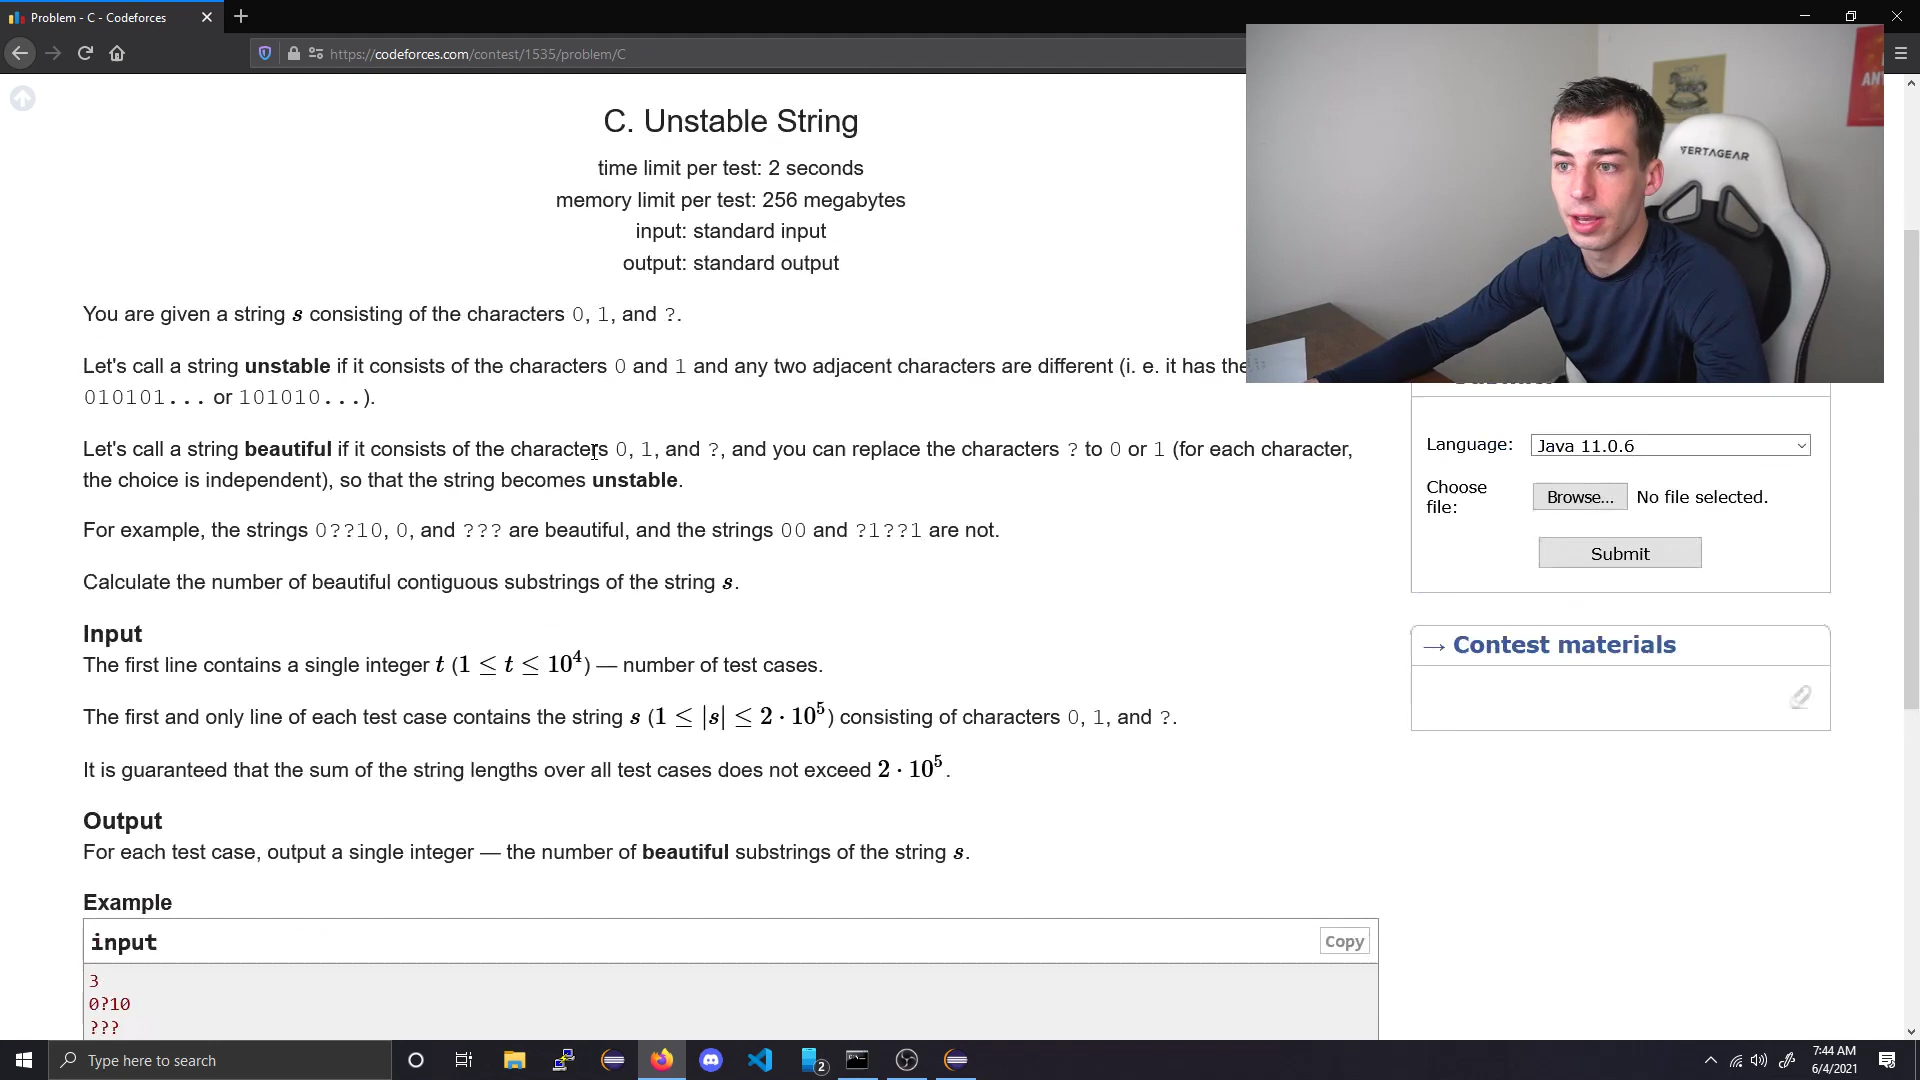 Problem - C - Codeforces
https://codeforces.com/contest/1535/problem/C
VERTAGEAR
C. Unstable String
time limit per test: 2 seconds
memory limit per test: 256 megabytes
input: standard input
output: standard output
You are given a string s consisting of the characters 0, 1, and ?.
Let's call a string unstable if it consists of the characters 0 and 1 and any two adjacent characters are different (i. e. it has the
010101... or 101010...).
Let's call a string beautiful if it consists of the characters 0, 1, and ?, and you can replace the characters ? to 0 or 1 (for each character,
the choice is independent), so that the string becomes unstable.
For example, the strings 0??10, 0, and ??? are beautiful, and the strings 00 and ?1??1 are not.
Calculate the number of beautiful contiguous substrings of the string s.
Input
The first line contains a single integer t (1 ≤ t ≤ 10⁴) — number of test cases.
The first and only line of each test case contains the string s (1 ≤ |s| ≤ 2 · 10⁵) consisting of characters 0, 1, and ?.
It is guaranteed that the sum of the string lengths over all test cases does not exceed 2 · 10⁵.
Output
For each test case, output a single integer — the number of beautiful substrings of the string s.
Example
input
Copy
3
0?10
???
Language:
Java 11.0.6
Choose
file:
Browse...
No file selected.
Submit
→ Contest materials
Type here to search
2
7:44 AM
6/4/2021